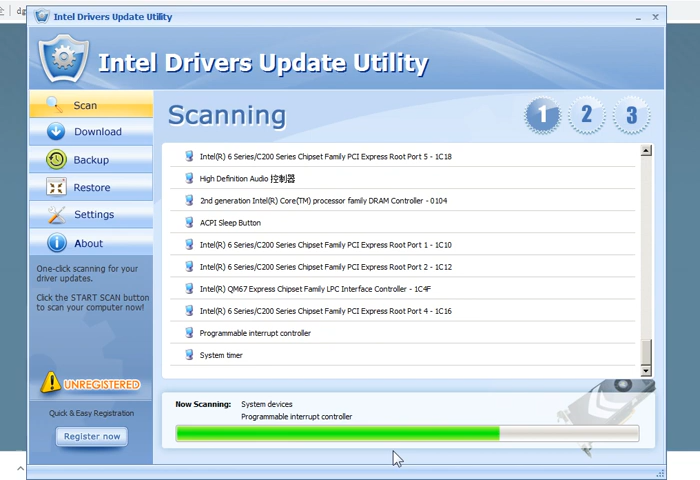 dg
Intel Drivers Update Utility
Intel Drivers Update Utility
Scan
Download
Backup
Restore
Settings
About
One-click scanning for your
driver updates.
Click the START SCAN button
to scan your computer now!
UNREGISTERED
Quick & Easy Registration
Register now
Scanning
1 2 3
Intel(R) 6 Series/C200 Series Chipset Family PCI Express Root Port 5 - 1C18
High Definition Audio 控制器
2nd generation Intel(R) Core(TM) processor family DRAM Controller - 0104
ACPI Sleep Button
Intel(R) 6 Series/C200 Series Chipset Family PCI Express Root Port 1 - 1C10
Intel(R) 6 Series/C200 Series Chipset Family PCI Express Root Port 2 - 1C12
Intel(R) QM67 Express Chipset Family LPC Interface Controller - 1C4F
Intel(R) 6 Series/C200 Series Chipset Family PCI Express Root Port 4 - 1C16
Programmable interrupt controller
System timer
Now Scanning: System devices
Programmable interrupt controller